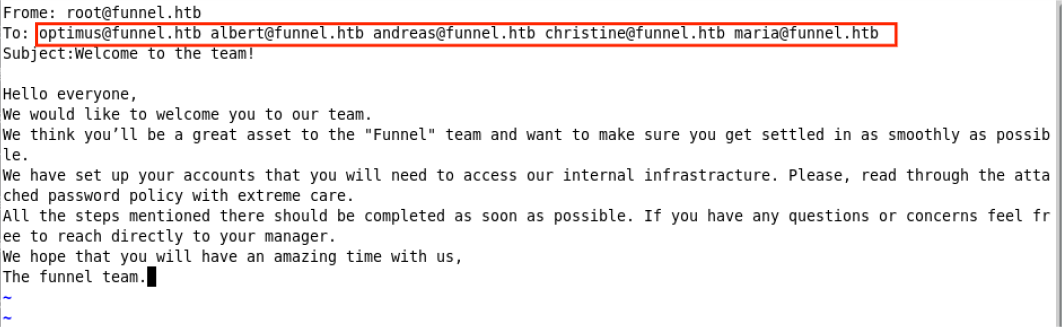 Frome: root@funnel.htb
To: optimus@funnel.htb albert@funnel.htb andreas@funnel.htb christine@funnel.htb maria@funnel.htb
Subject:Welcome to the team!
Hello everyone,
We would like to welcome you to our team.
We think you’ll be a great asset to the "Funnel" team and want to make sure you get settled in as smoothly as possib
le.
We have set up your accounts that you will need to access our internal infrastracture. Please, read through the atta
ched password policy with extreme care.
All the steps mentioned there should be completed as soon as possible. If you have any questions or concerns feel fr
ee to reach directly to your manager.
We hope that you will have an amazing time with us,
The funnel team.
~
~